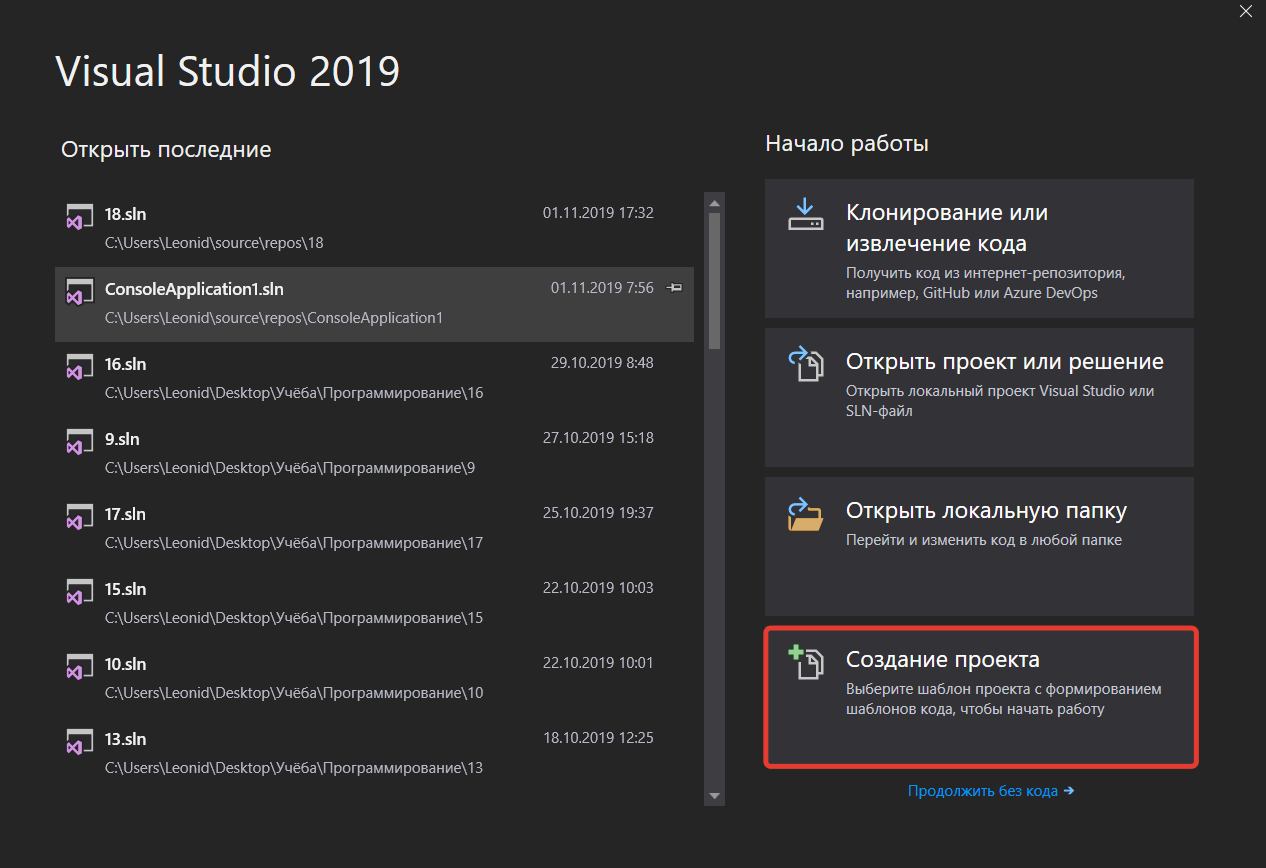 Visual Studio 2019
Открыть последние
18.sln 01.11.2019 17:32
C:\Users\Leonid\source\repos\18
ConsoleApplication1.sln 01.11.2019 7:56
C:\Users\Leonid\source\repos\ConsoleApplication1
16.sln 29.10.2019 8:48
C:\Users\Leonid\Desktop\Учёба\Программирование\16
9.sln 27.10.2019 15:18
C:\Users\Leonid\Desktop\Учёба\Программирование\9
17.sln 25.10.2019 19:37
C:\Users\Leonid\Desktop\Учёба\Программирование\17
15.sln 22.10.2019 10:03
C:\Users\Leonid\Desktop\Учёба\Программирование\15
10.sln 22.10.2019 10:01
C:\Users\Leonid\Desktop\Учёба\Программирование\10
13.sln 18.10.2019 12:25
C:\Users\Leonid\Desktop\Учёба\Программирование\13
Начало работы
Клонирование или
извлечение кода
Получить код из интернет-репозитория,
например, GitHub или Azure DevOps
Открыть проект или решение
Открыть локальный проект Visual Studio или
SLN-файл
Открыть локальную папку
Перейти и изменить код в любой папке
Создание проекта
Выберите шаблон проекта с формированием
шаблонов кода, чтобы начать работу
Продолжить без кода →